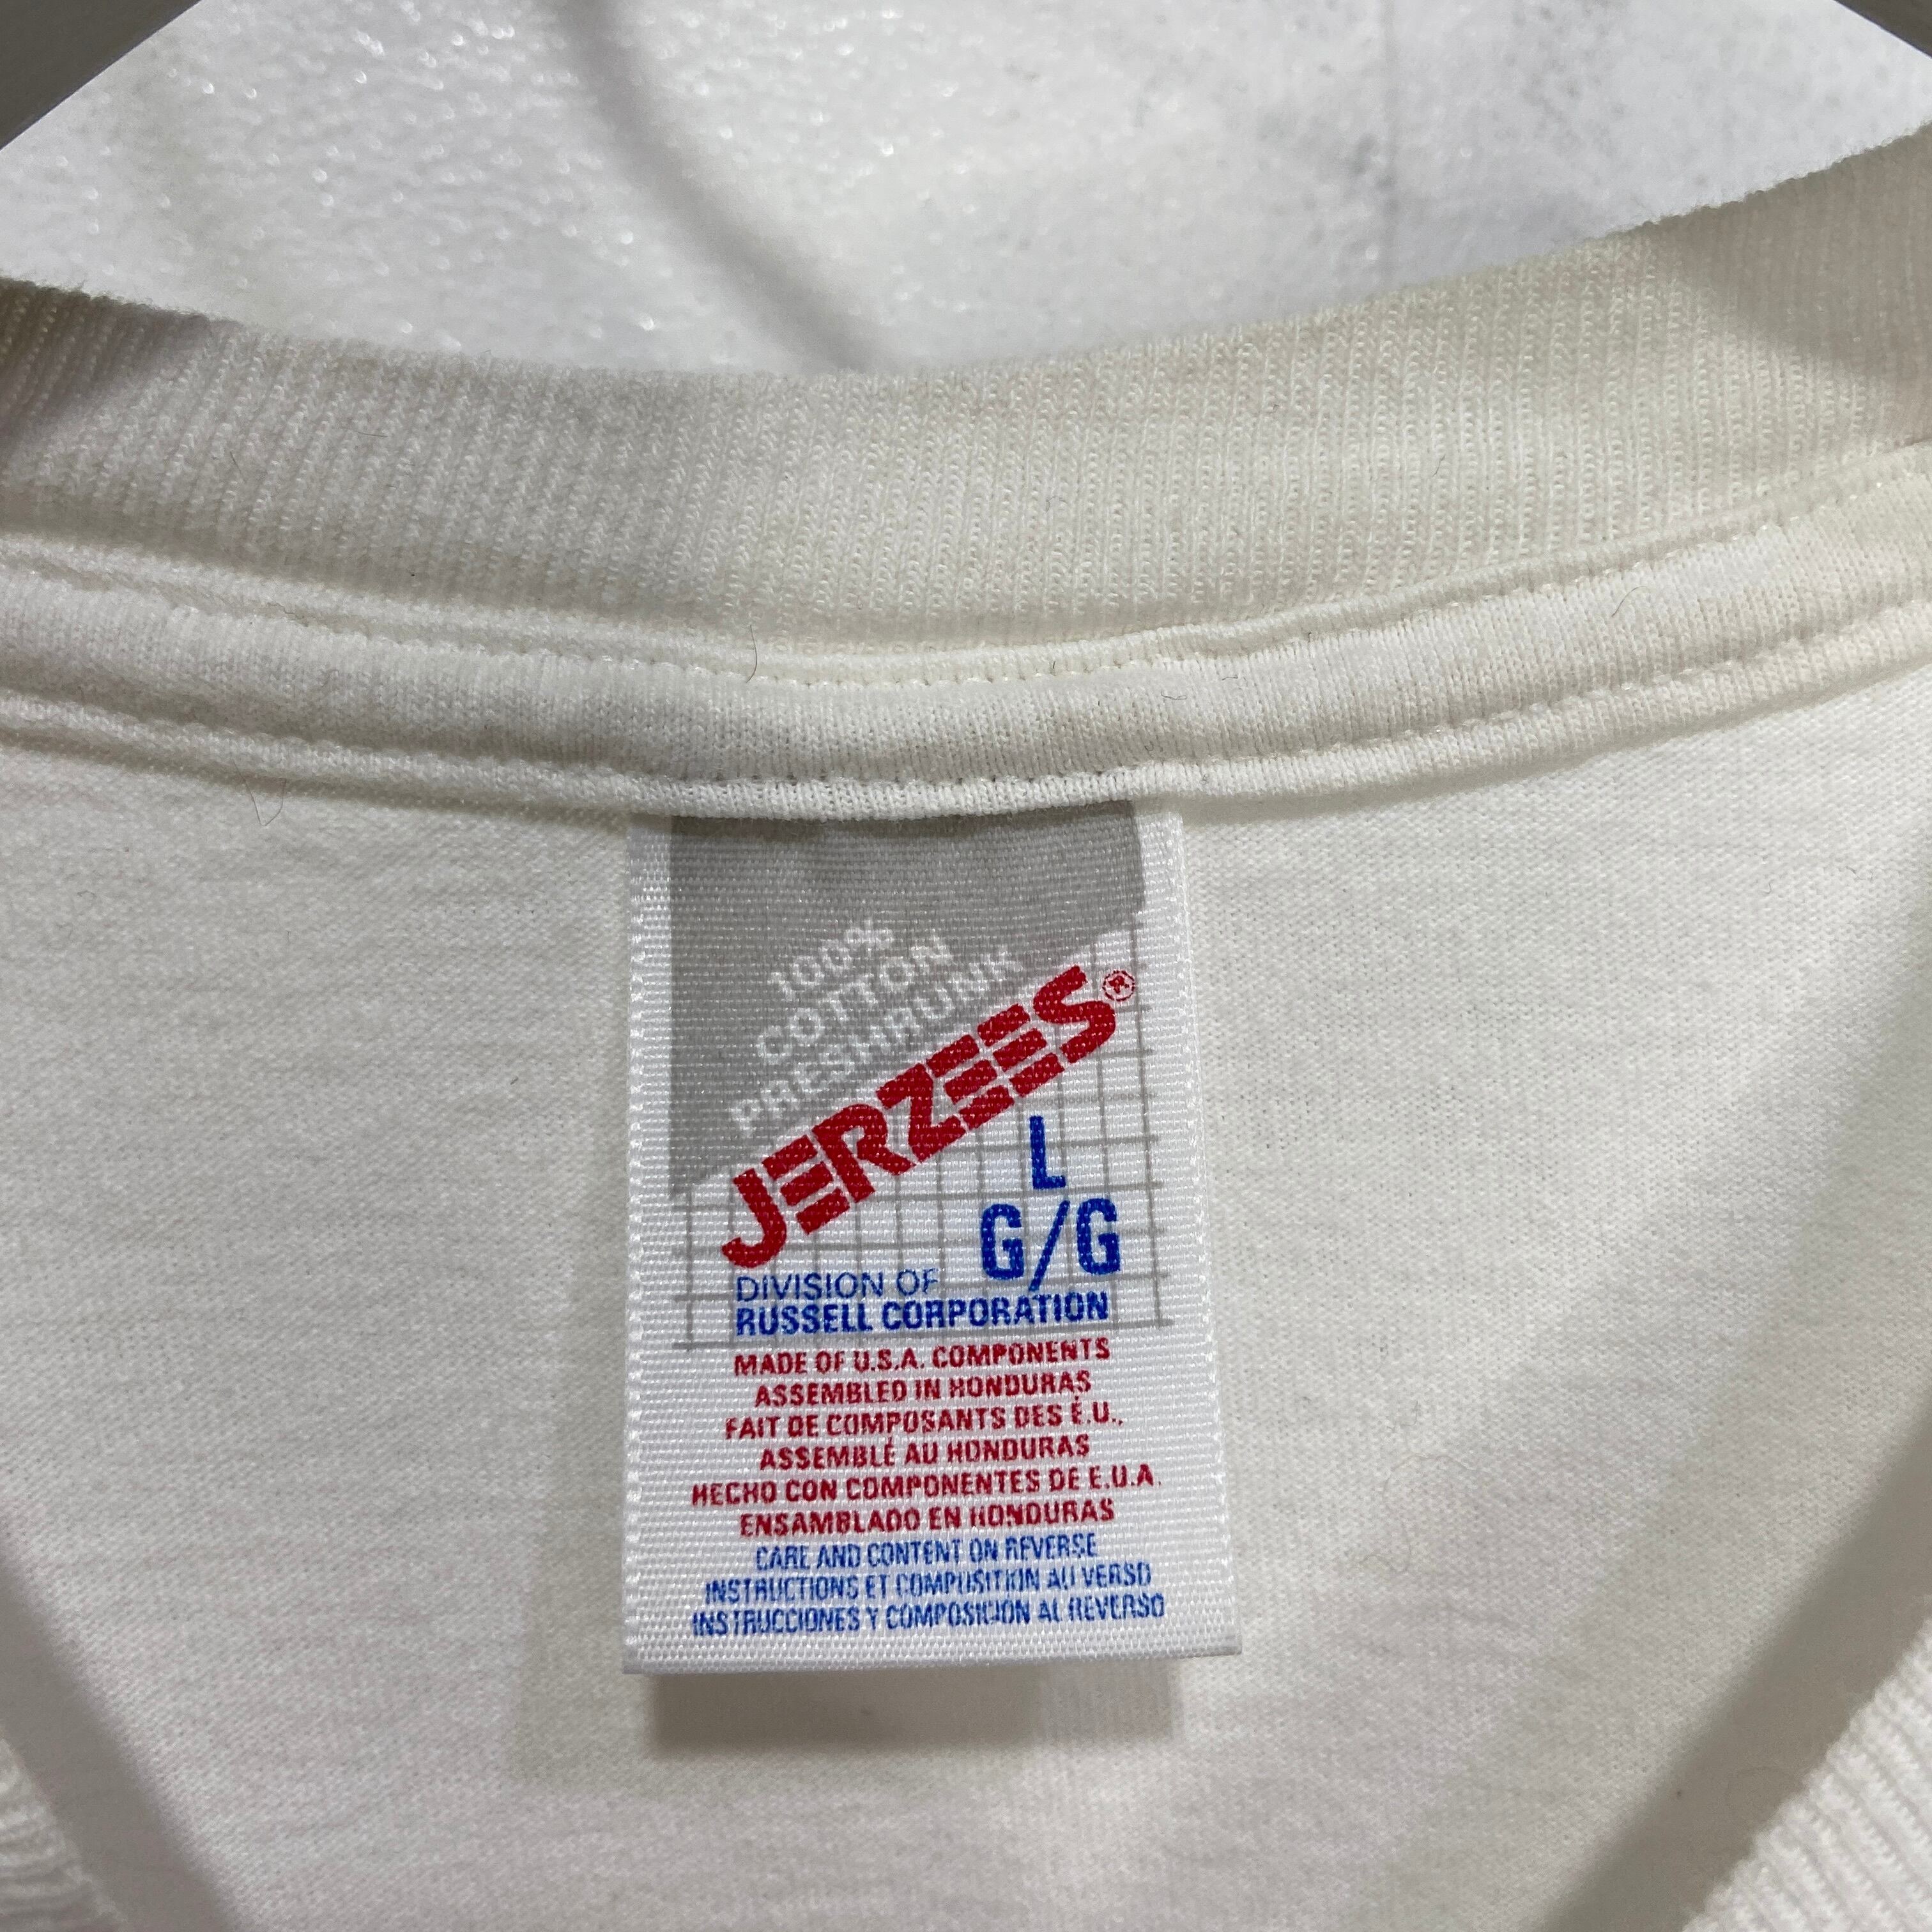 100%
COTTON
PRESHRUNK
JERZEES®
L
G/G
DIVISION OF
RUSSELL CORPORATION
MADE OF U.S.A. COMPONENTS
ASSEMBLED IN HONDURAS
FAIT DE COMPOSANTS DES É.U.,
ASSEMBLÉ AU HONDURAS
HECHO CON COMPONENTES DE E.U.A.
ENSAMBLADO EN HONDURAS
CARE AND CONTENT ON REVERSE
INSTRUCTIONS ET COMPOSITION AU VERSO
INSTRUCCIONES Y COMPOSICION AL REVERSO